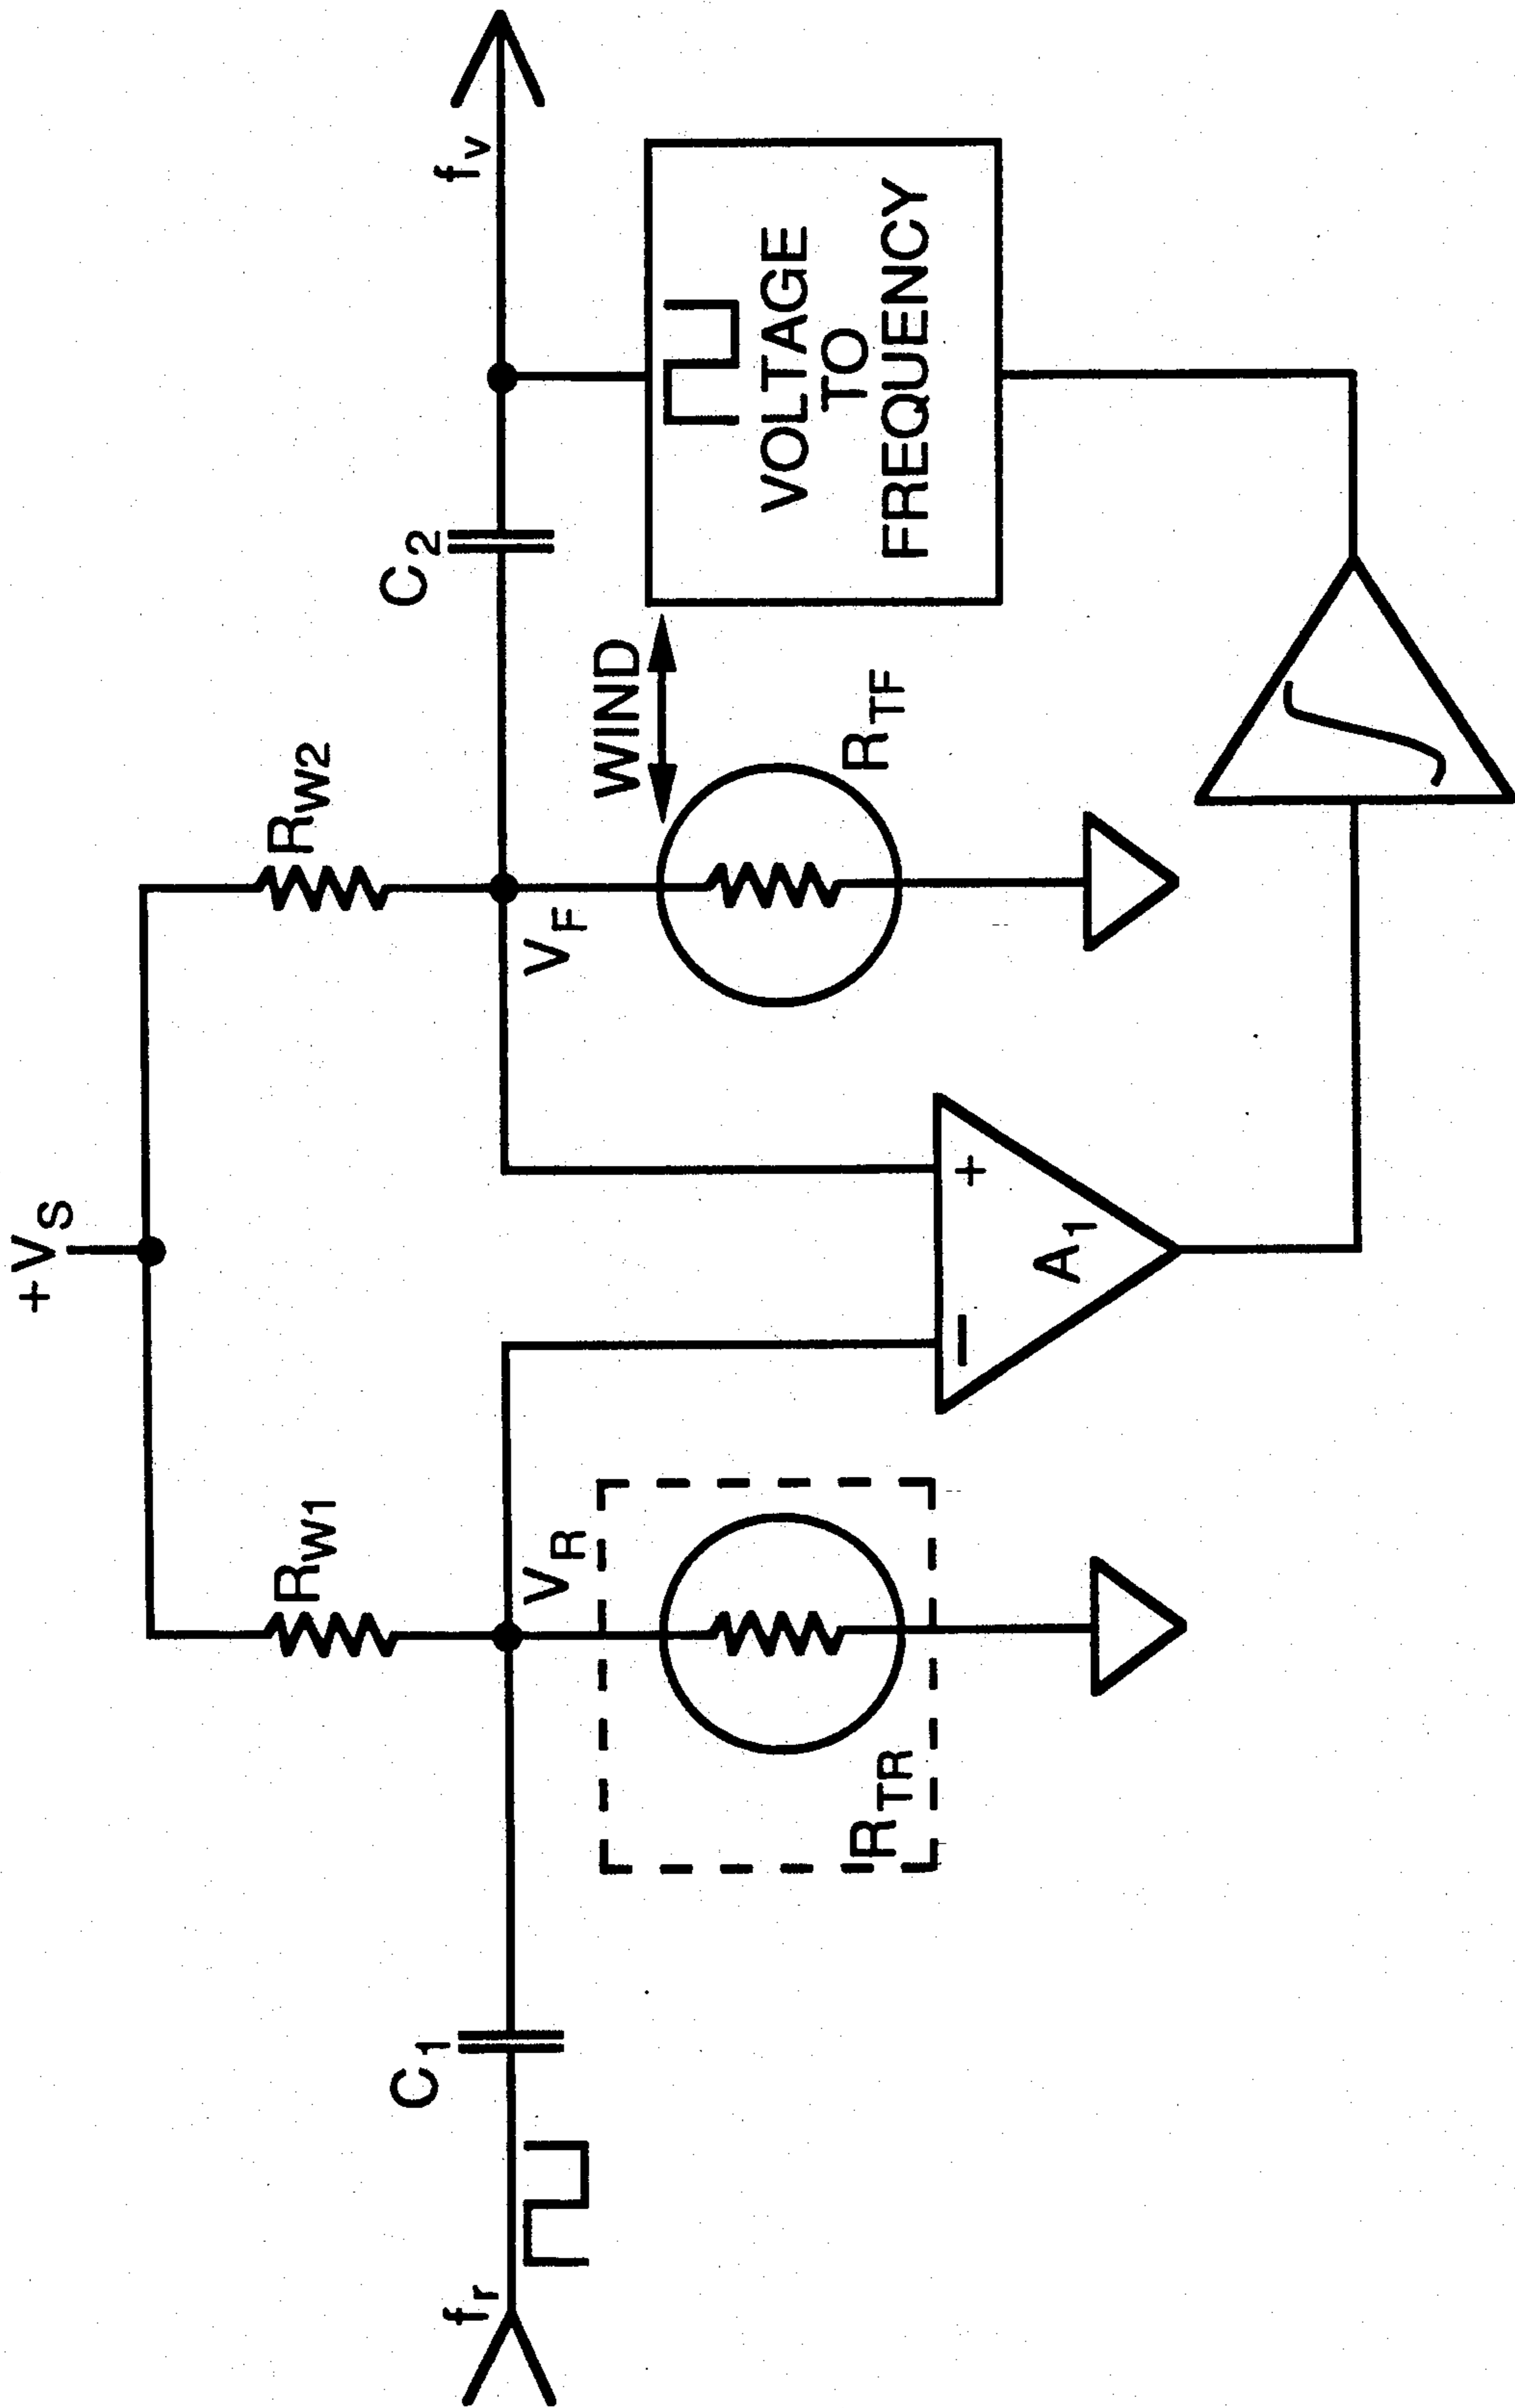 +VS
RW1
RW2
fr
C1
VR
VF
C2
fv
RTR
− +
A1
WIND
RTF
VOLTAGE
TO
FREQUENCY
∫